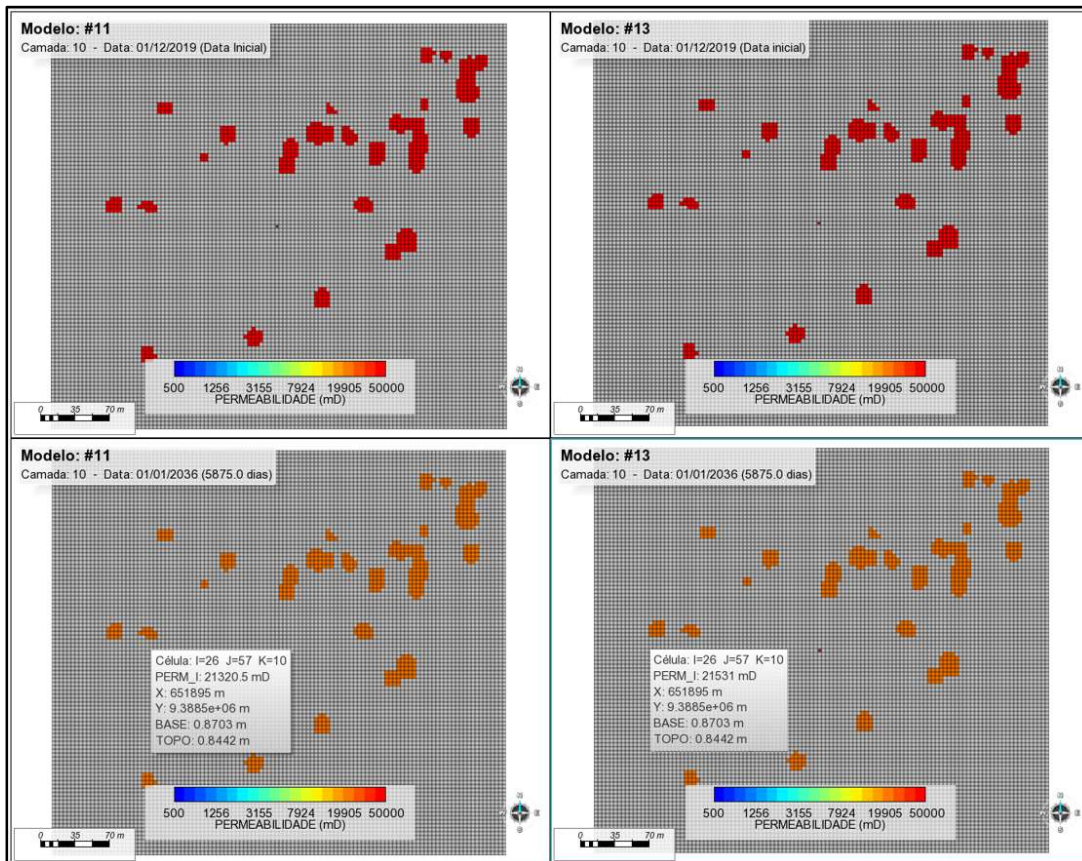 Modelo: #11
Camada: 10 - Data: 01/12/2019 (Data Inicial)
500 1256 3155 7924 19905 50000
PERMEABILIDADE (mD)
0 35 70 m
Modelo: #13
Camada: 10 - Data: 01/12/2019 (Data inicial)
500 1256 3155 7924 19905 50000
PERMEABILIDADE (mD)
0 35 70 m
Modelo: #11
Camada: 10 - Data: 01/01/2036 (5875.0 dias)
Célula: I=26 J=57 K=10
PERM_I: 21320.5 mD
X: 651895 m
Y: 9.3885e+06 m
BASE: 0.8703 m
TOPO: 0.8442 m
500 1256 3155 7924 19905 50000
PERMEABILIDADE (mD)
0 35 70 m
Modelo: #13
Camada: 10 - Data: 01/01/2036 (5875.0 dias)
Célula: I=26 J=57 K=10
PERM_I: 21531 mD
X: 651895 m
Y: 9.3885e+06 m
BASE: 0.8703 m
TOPO: 0.8442 m
500 1256 3155 7924 19905 50000
PERMEABILIDADE (mD)
0 35 70 m